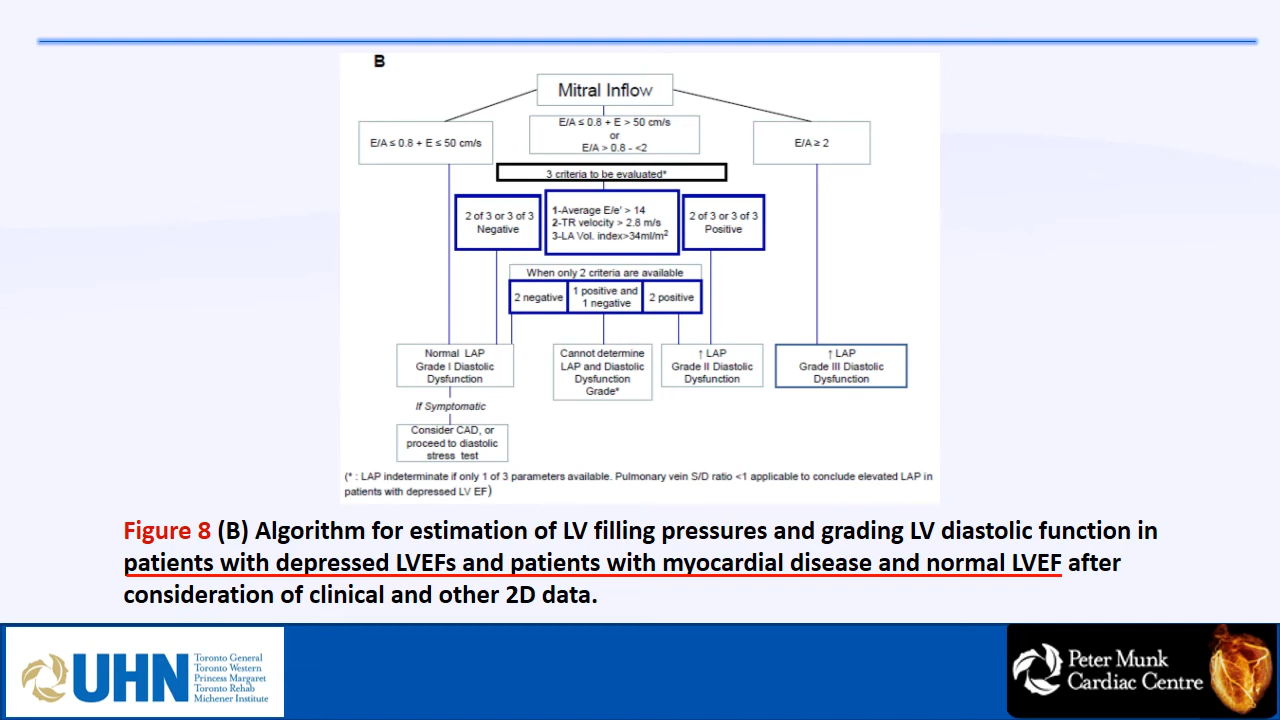 B
Mitral Inflow
E/A ≤ 0.8 + E ≤ 50 cm/s
E/A ≤ 0.8 + E > 50 cm/s
or
E/A > 0.8 - <2
E/A ≥ 2
3 criteria to be evaluated*
2 of 3 or 3 of 3
Negative
1-Average E/e' > 14
2-TR velocity > 2.8 m/s
3-LA Vol. index>34ml/m²
2 of 3 or 3 of 3
Positive
When only 2 criteria are available
2 negative
1 positive and
1 negative
2 positive
Normal LAP
Grade I Diastolic
Dysfunction
Cannot determine
LAP and Diastolic
Dysfunction
Grade*
↑ LAP
Grade II Diastolic
Dysfunction
↑ LAP
Grade III Diastolic
Dysfunction
If Symptomatic
Consider CAD, or
proceed to diastolic
stress test
(* : LAP indeterminate if only 1 of 3 parameters available. Pulmonary vein S/D ratio <1 applicable to conclude elevated LAP in
patients with depressed LV EF)
Figure 8 (B) Algorithm for estimation of LV filling pressures and grading LV diastolic function in
patients with depressed LVEFs and patients with myocardial disease and normal LVEF after
consideration of clinical and other 2D data.
UHN
Toronto General
Toronto Western
Princess Margaret
Toronto Rehab
Michener Institute
Peter Munk
Cardiac Centre